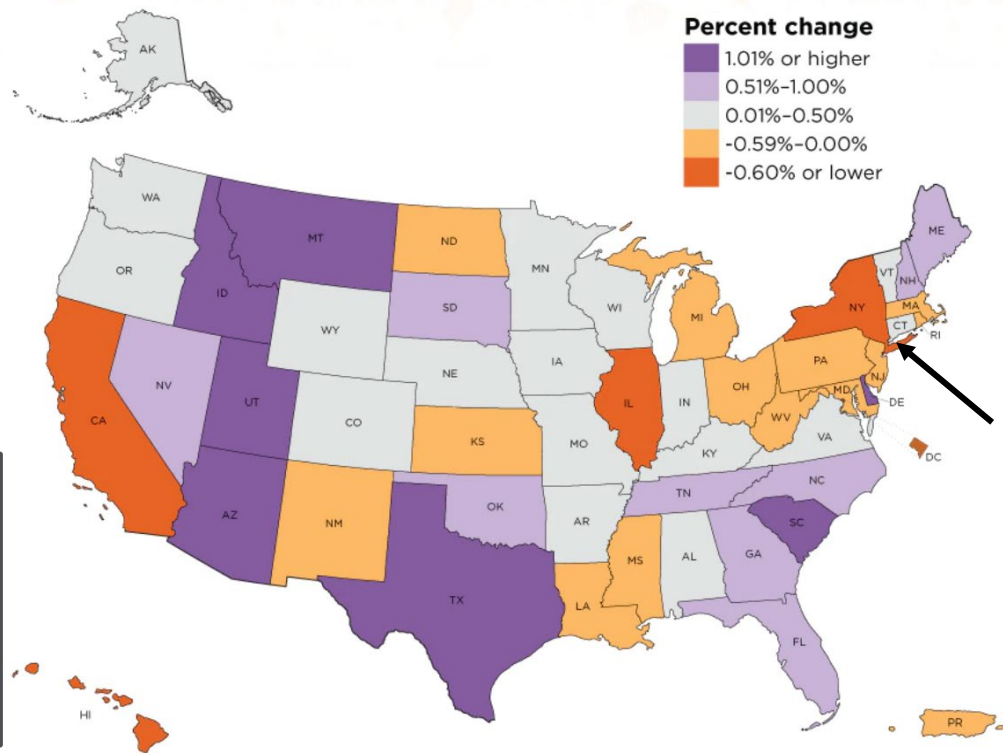 Percent change
1.01% or higher
0.51%–1.00%
0.01%–0.50%
-0.59%–0.00%
-0.60% or lower
AK
WA
MT
ND
MN
ME
OR
ID
SD
WI
VT
NH
NY
MA
CT
RI
WY
MI
IA
PA
NJ
NV
UT
NE
OH
MD
DE
CA
CO
IL
IN
WV
DC
KS
MO
KY
VA
AZ
NM
OK
TN
NC
AR
SC
MS
AL
GA
TX
LA
FL
HI
PR